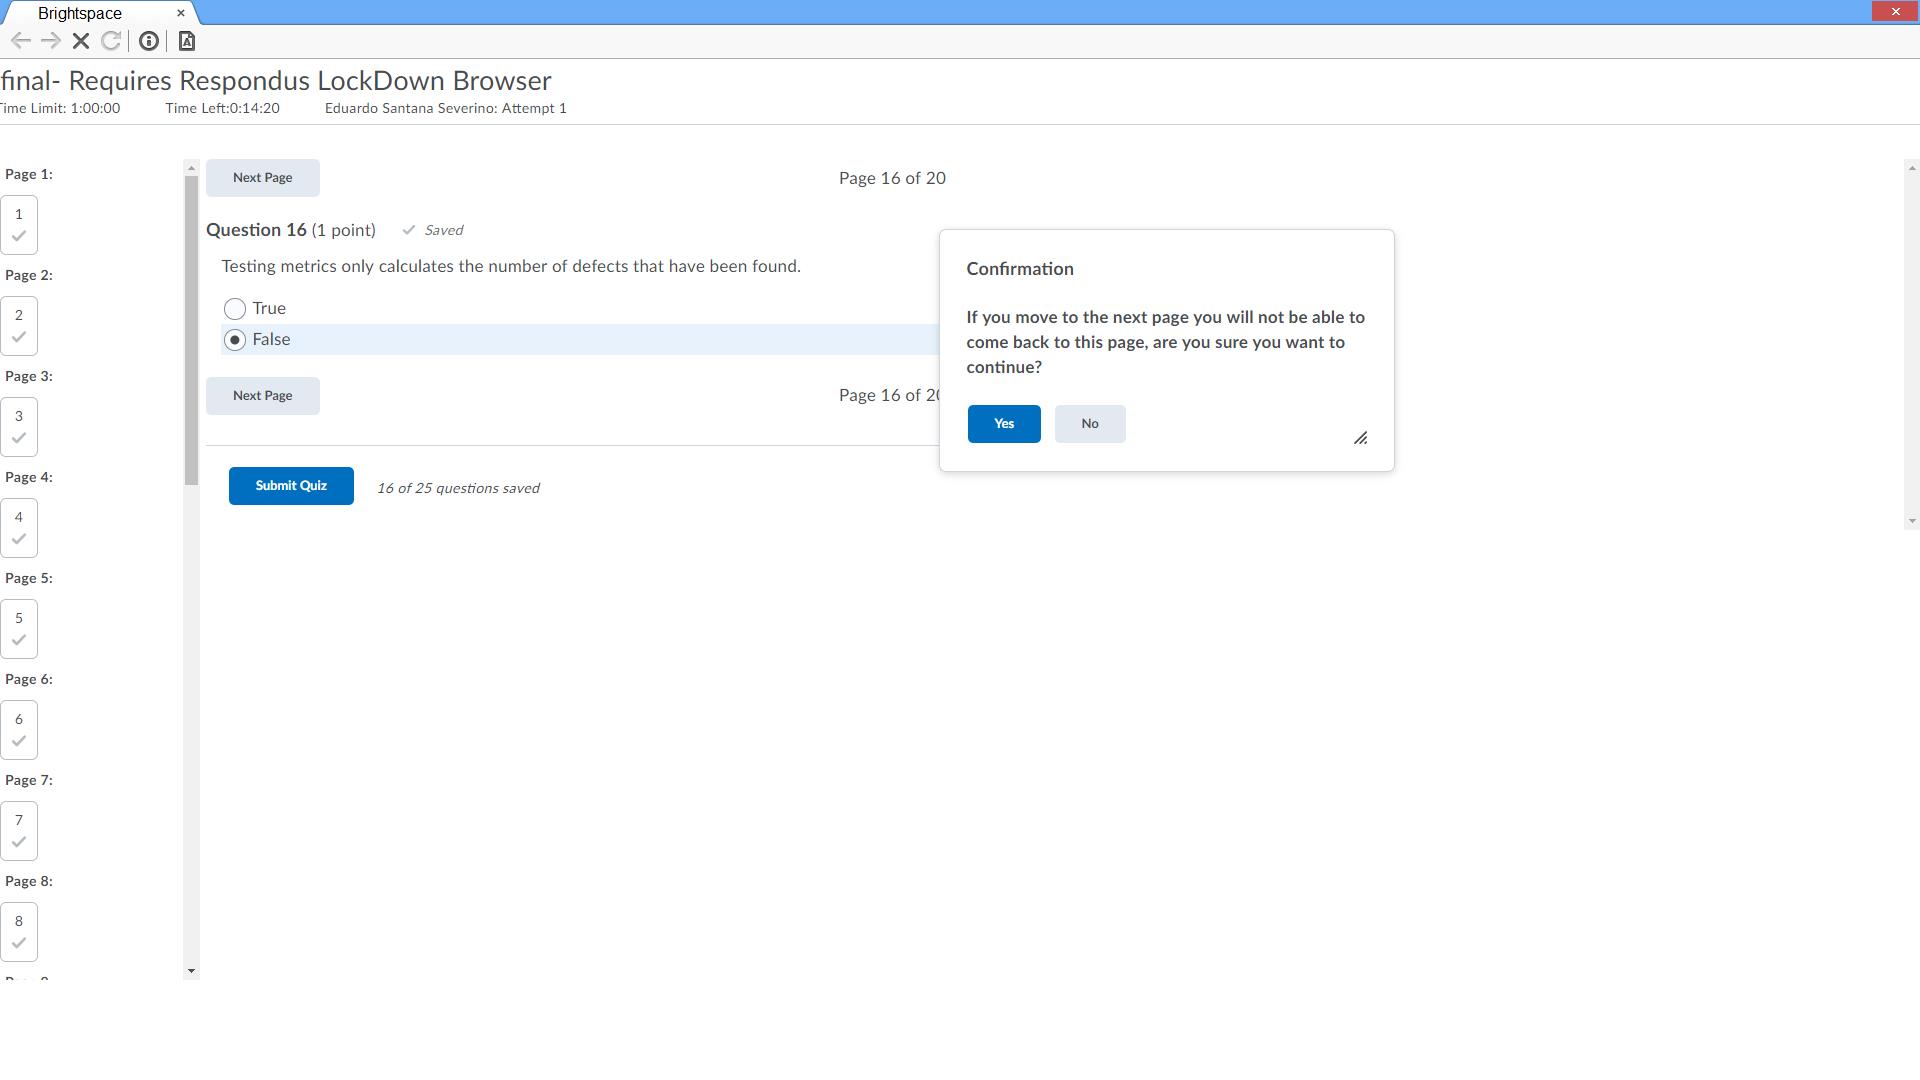 Brightspace
final- Requires Respondus LockDown Browser
Time Limit: 1:00:00 Time Left:0:14:20 Eduardo Santana Severino: Attempt 1
Page 1:
1
Page 2:
2
Page 3:
3
Page 4:
4
Page 5:
5
Page 6:
6
Page 7:
7
Page 8:
8
Next Page
Page 16 of 20
Question 16 (1 point) Saved
Testing metrics only calculates the number of defects that have been found.
True
False
Next Page
Page 16 of 20
Submit Quiz
16 of 25 questions saved
Confirmation
If you move to the next page you will not be able to
come back to this page, are you sure you want to
continue?
Yes
No